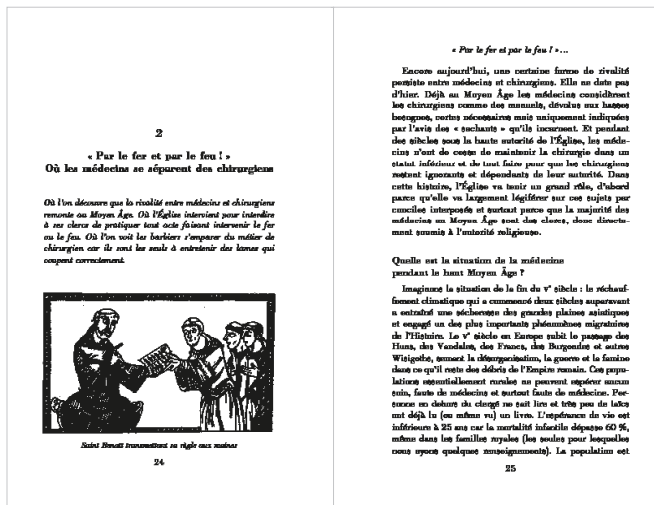 2
« Par le fer et par le feu ! »
Où les médecins se séparent des chirurgiens
Où l'on découvre que la rivalité entre médecins et chirurgiens
remonte au Moyen Âge. Où l'Église intervient pour interdire
à ses clercs de pratiquer tout acte faisant intervenir le fer
ou le feu. Où l'on voit les barbiers s'emparer du métier de
chirurgien car ils sont les seuls à entretenir des lames qui
coupent correctement.
Saint Benoît transmettant sa règle aux moines
24
« Par le fer et par le feu ! »...
Encore aujourd'hui, une certaine forme de rivalité
persiste entre médecins et chirurgiens. Elle ne date pas
d'hier. Déjà au Moyen Âge les médecins considèrent
les chirurgiens comme des manuels, dévolus aux basses
besognes, certes nécessaires mais uniquement indiquées
par l'avis des « sachants » qu'ils incarnent. Et pendant
des siècles sous la haute autorité de l'Église, les méde-
cins n'ont de cesse de maintenir la chirurgie dans un
statut inférieur et de tout faire pour que les chirurgiens
restent ignorants et dépendants de leur autorité. Dans
cette histoire, l'Église va tenir un grand rôle, d'abord
parce qu'elle va largement légiférer sur ces sujets par
conciles interposés et surtout parce que la majorité des
médecins au Moyen Âge sont des clercs, donc directe-
ment soumis à l'autorité religieuse.
Quelle est la situation de la médecine
pendant le haut Moyen Âge ?
Imaginons la situation de la fin du vᵉ siècle : le réchauf-
fement climatique qui a commencé deux siècles auparavant
a entraîné une sécheresse des grandes plaines asiatiques
et engagé un des plus importants phénomènes migratoires
de l'Histoire. Le vᵉ siècle en Europe subit le passage des
Huns, des Vandales, des Francs, des Burgondes et autres
Wisigoths, semant la désorganisation, la guerre et la famine
dans ce qu'il reste des débris de l'Empire romain. Ces popu-
lations essentiellement rurales ne peuvent espérer aucun
soin, faute de médecins et surtout faute de médecine. Per-
sonne en dehors du clergé ne sait lire et très peu de laïcs
ont déjà lu (ou même vu) un livre. L'espérance de vie est
inférieure à 25 ans car la mortalité infantile dépasse 60 %,
même dans les familles royales (les seules pour lesquelles
nous ayons quelques renseignements). La population est
25